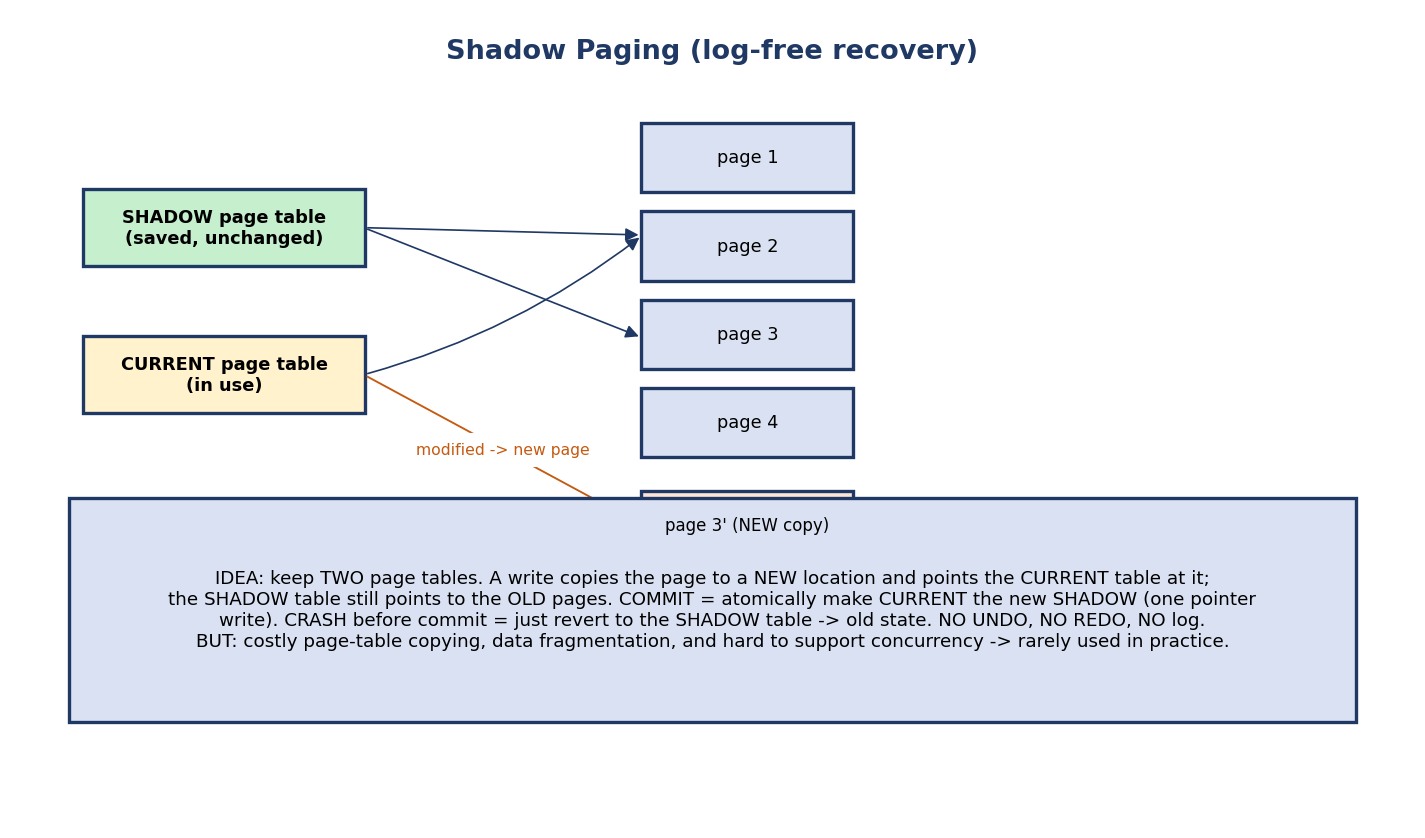 Shadow Paging (log-free recovery)
page 1
SHADOW page table
(saved, unchanged)
page 2
page 3
CURRENT page table
(in use)
page 4
modified -> new page
page 3' (NEW copy)
IDEA: keep TWO page tables. A write copies the page to a NEW location and points the CURRENT table at it;
the SHADOW table still points to the OLD pages. COMMIT = atomically make CURRENT the new SHADOW (one pointer
write). CRASH before commit = just revert to the SHADOW table -> old state. NO UNDO, NO REDO, NO log.
BUT: costly page-table copying, data fragmentation, and hard to support concurrency -> rarely used in practice.